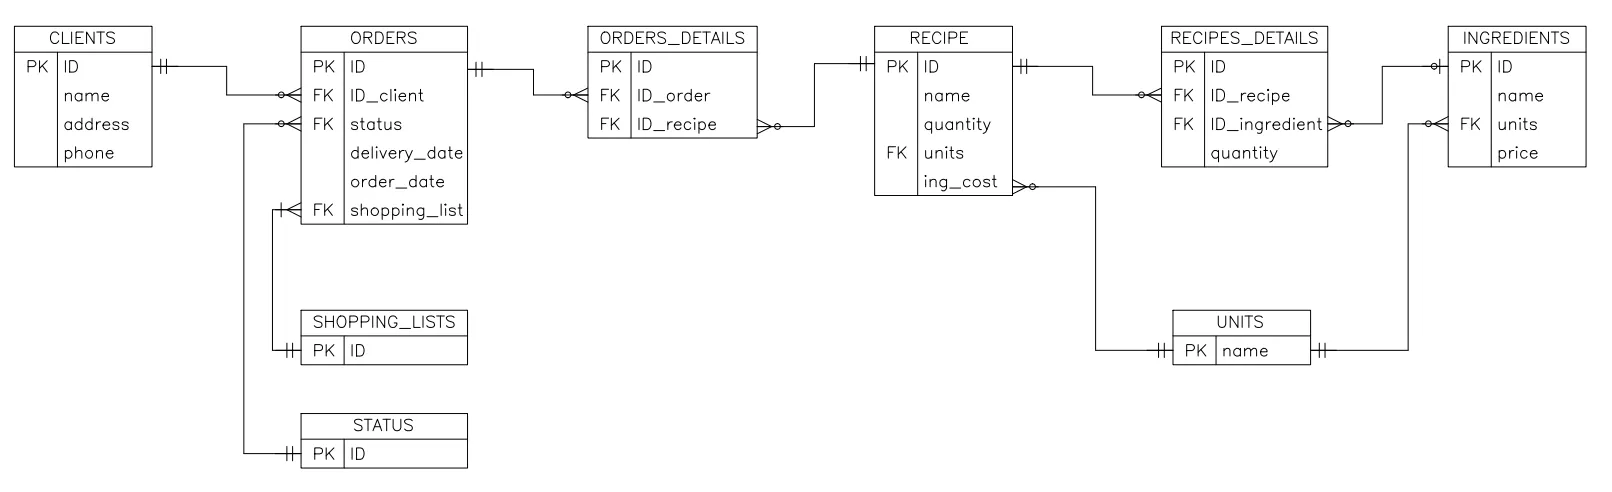 CLIENTS
PK ID
name
address
phone
ORDERS
PK ID
FK ID_client
FK status
delivery_date
order_date
FK shopping_list
ORDERS_DETAILS
PK ID
FK ID_order
FK ID_recipe
RECIPE
PK ID
name
quantity
FK units
ing_cost
RECIPES_DETAILS
PK ID
FK ID_recipe
FK ID_ingredient
quantity
INGREDIENTS
PK ID
name
FK units
price
SHOPPING_LISTS
PK ID
UNITS
PK name
STATUS
PK ID